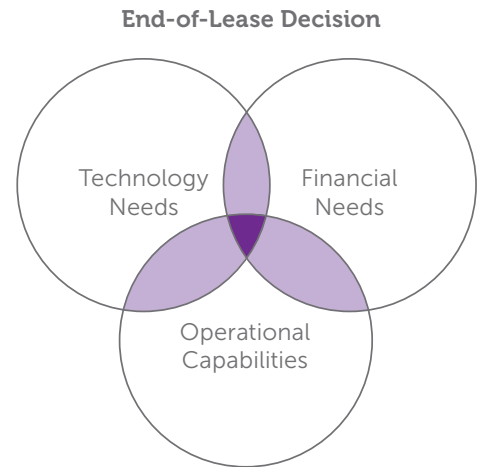 End-of-Lease Decision
Technology
Needs
Financial
Needs
Operational
Capabilities